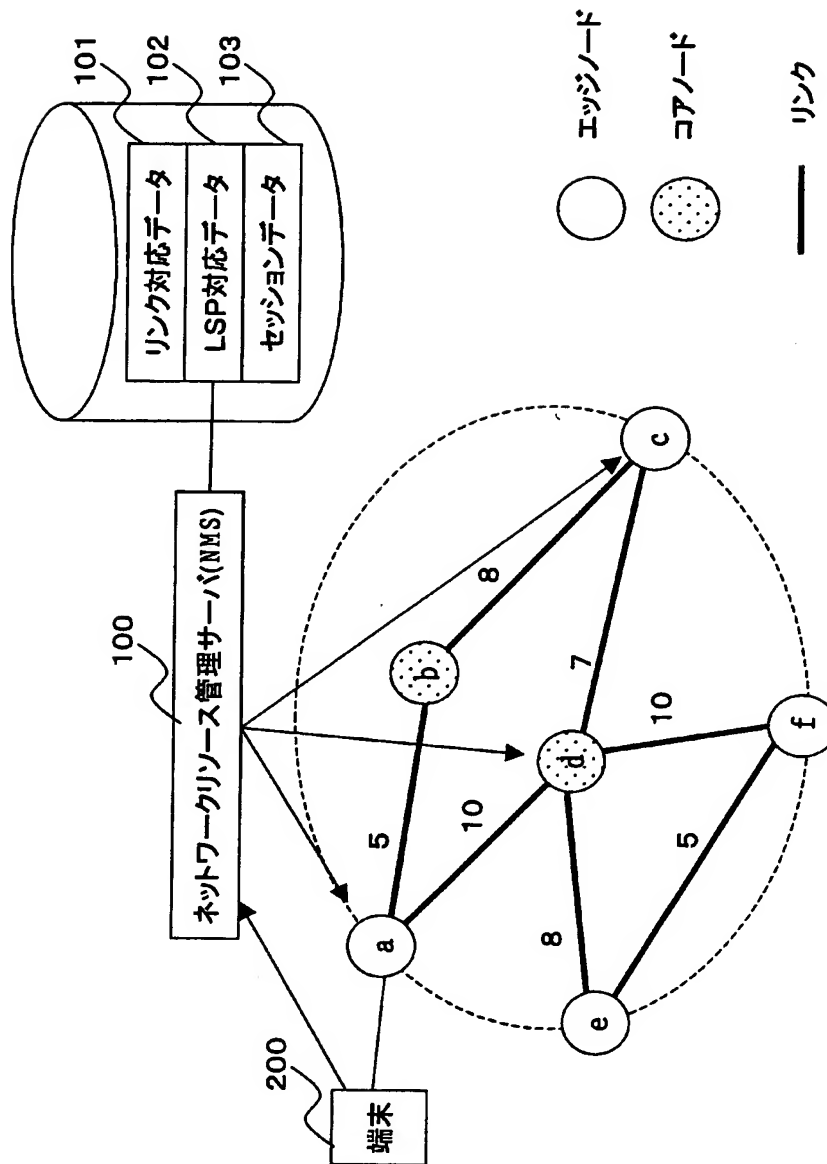 100
ネットワークリソース管理サーバ(NMS)
101
102
103
リンク対応データ
LSP対応データ
セッションデータ
200
端末
a
b
c
d
e
f
5
8
10
7
8
10
5
エッジノード
コアノード
リンク